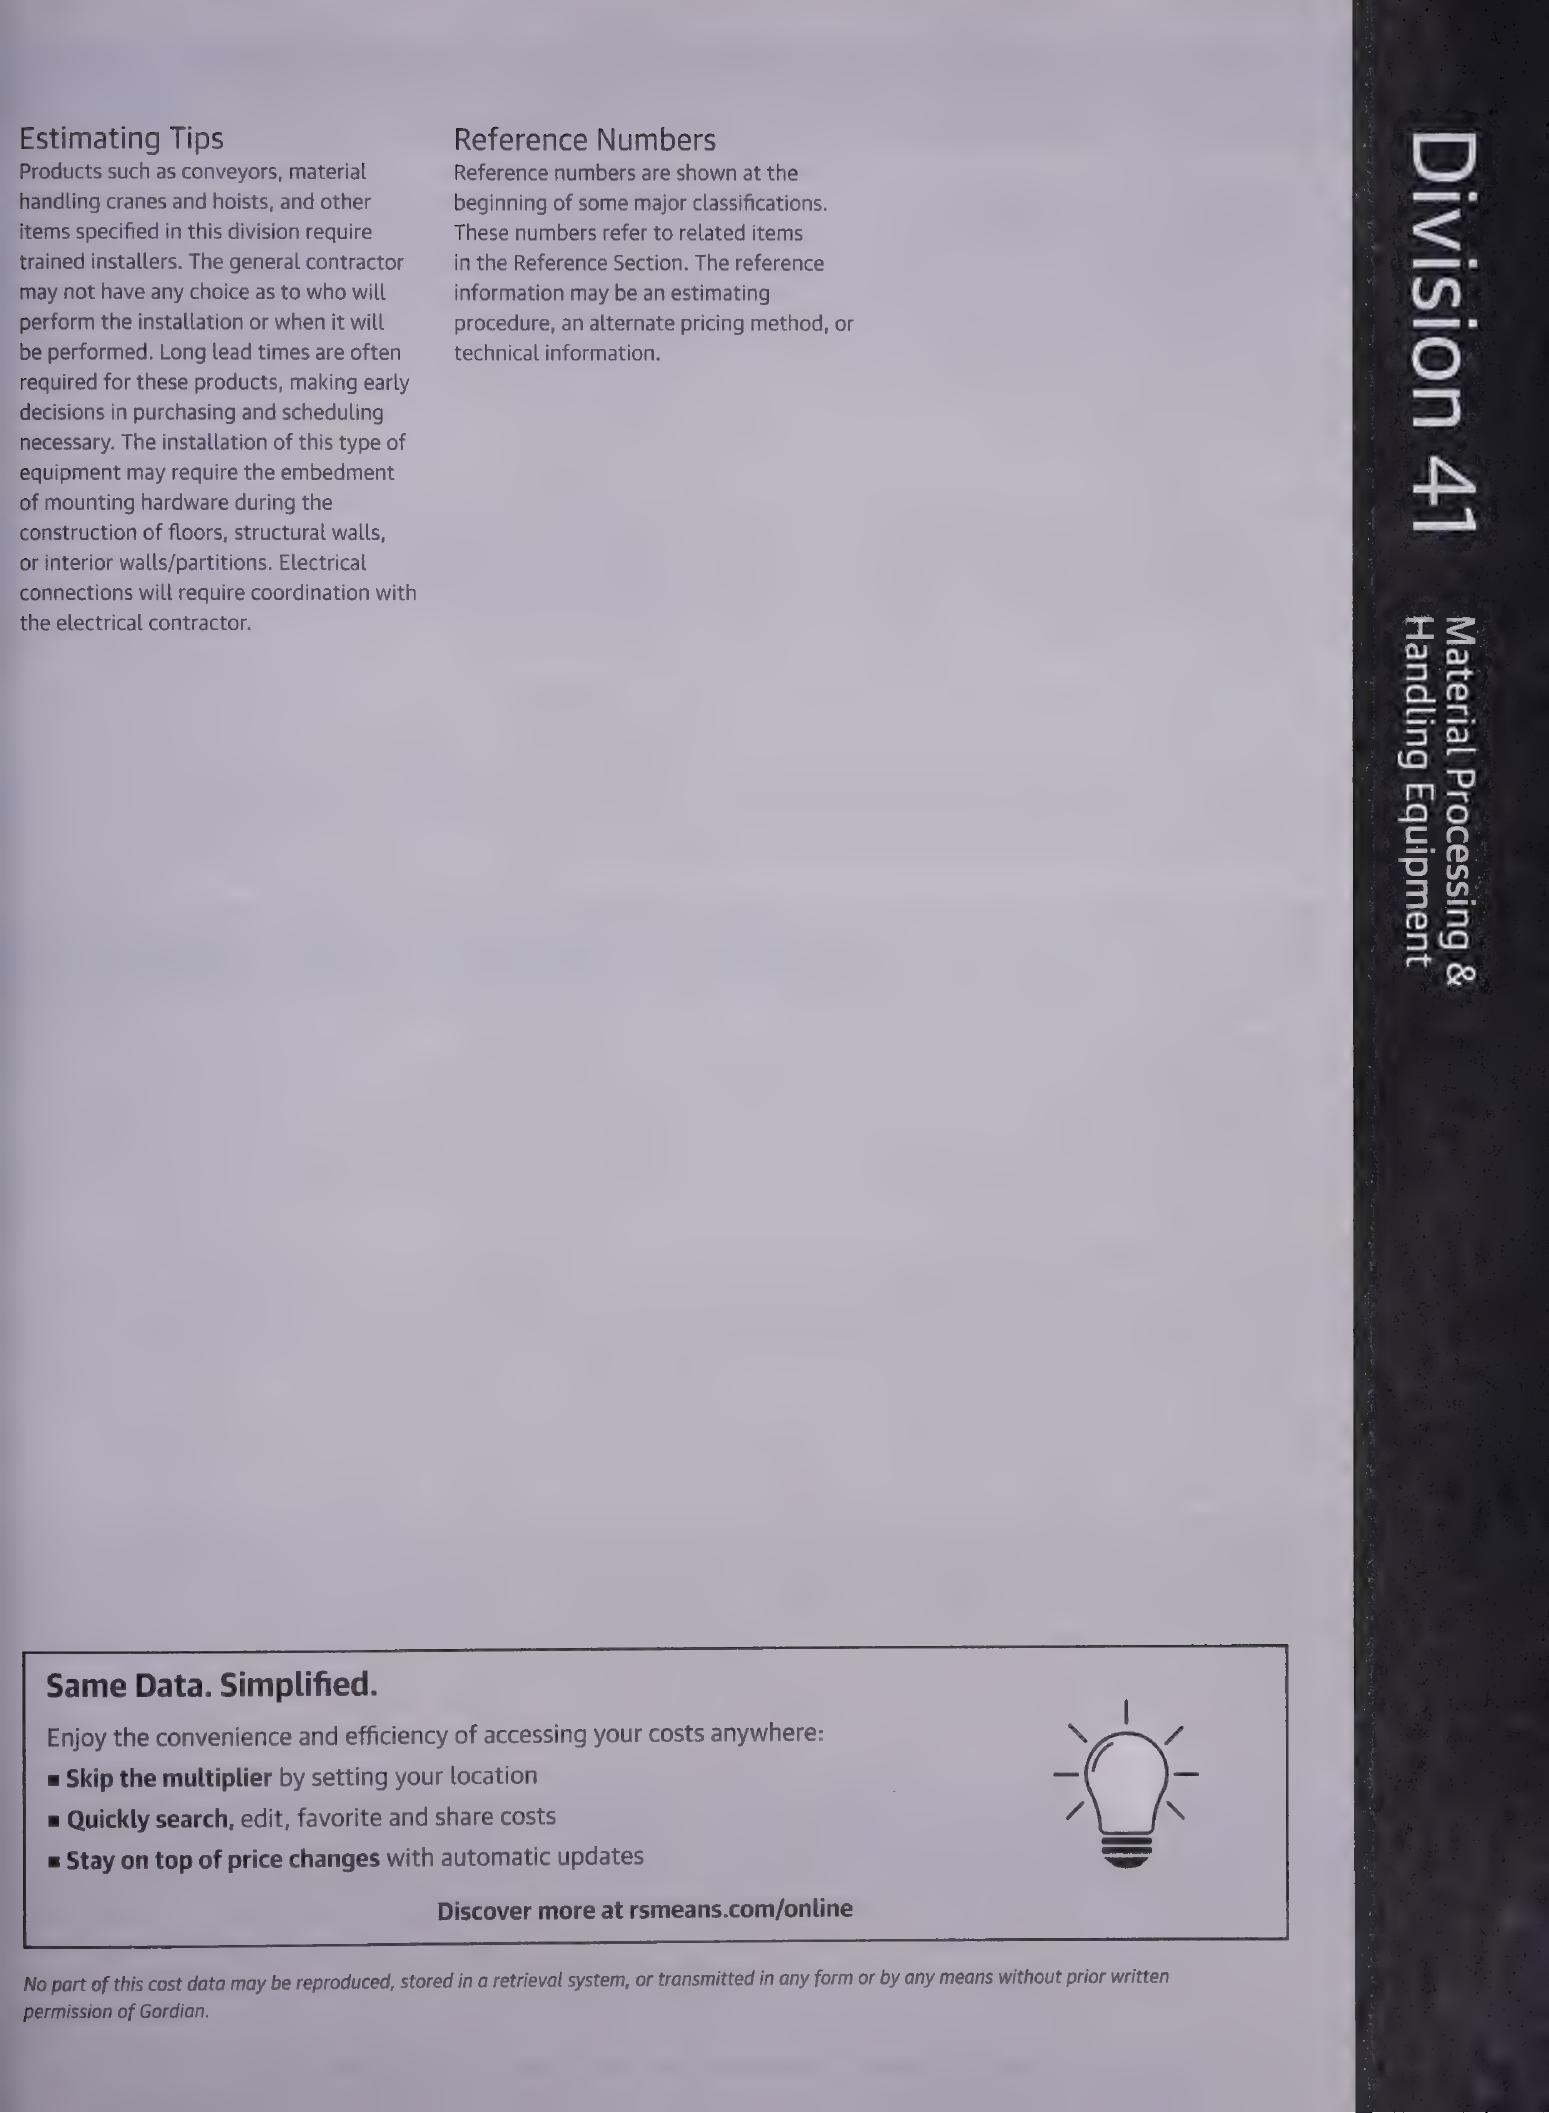 Estimating Tips
Products such as conveyors, material
handling cranes and hoists, and other
items specified in this division require
trained installers. The general contractor
may not have any choice as to who will
perform the installation or when it will
be performed. Long lead times are often
required for these products, making early
decisions in purchasing and scheduling
necessary. The installation of this type of
equipment may require the embedment
of mounting hardware during the
construction of floors, structural walls,
or interior walls/partitions. Electrical
connections will require coordination with
the electrical contractor.
Reference Numbers
Reference numbers are shown at the
beginning of some major classifications.
These numbers refer to related items
in the Reference Section. The reference
information may be an estimating
procedure, an alternate pricing method, or
technical information.
Division 41
Material Processing &
Handling Equipment
Same Data. Simplified.
Enjoy the convenience and efficiency of accessing your costs anywhere:
▪ Skip the multiplier by setting your location
▪ Quickly search, edit, favorite and share costs
▪ Stay on top of price changes with automatic updates
Discover more at rsmeans.com/online
No part of this cost data may be reproduced, stored in a retrieval system, or transmitted in any form or by any means without prior written
permission of Gordian.